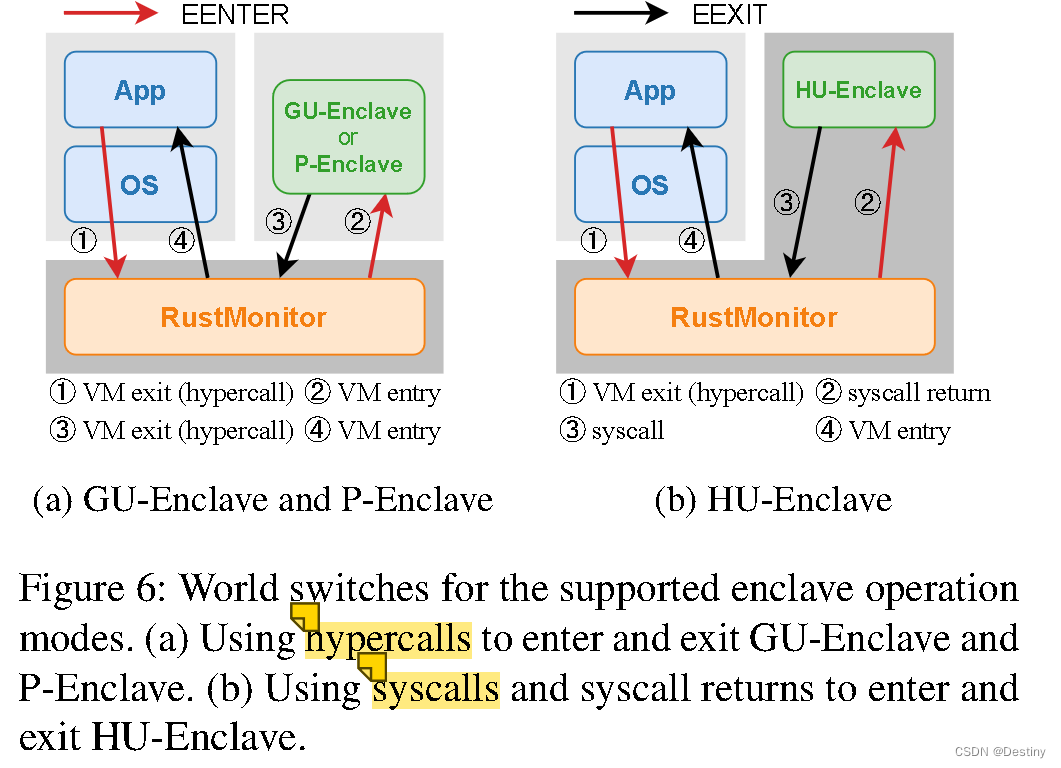 EENTER
EEXIT
App
OS
GU-Enclave
or
P-Enclave
①
④
③
②
RustMonitor
① VM exit (hypercall) ② VM entry
③ VM exit (hypercall) ④ VM entry
(a) GU-Enclave and P-Enclave
App
OS
HU-Enclave
①
④
③
②
RustMonitor
① VM exit (hypercall) ② syscall return
③ syscall ④ VM entry
(b) HU-Enclave
Figure 6: World switches for the supported enclave operation
modes. (a) Using hypercalls to enter and exit GU-Enclave and
P-Enclave. (b) Using syscalls and syscall returns to enter and
exit HU-Enclave.
CSDN @Destiny